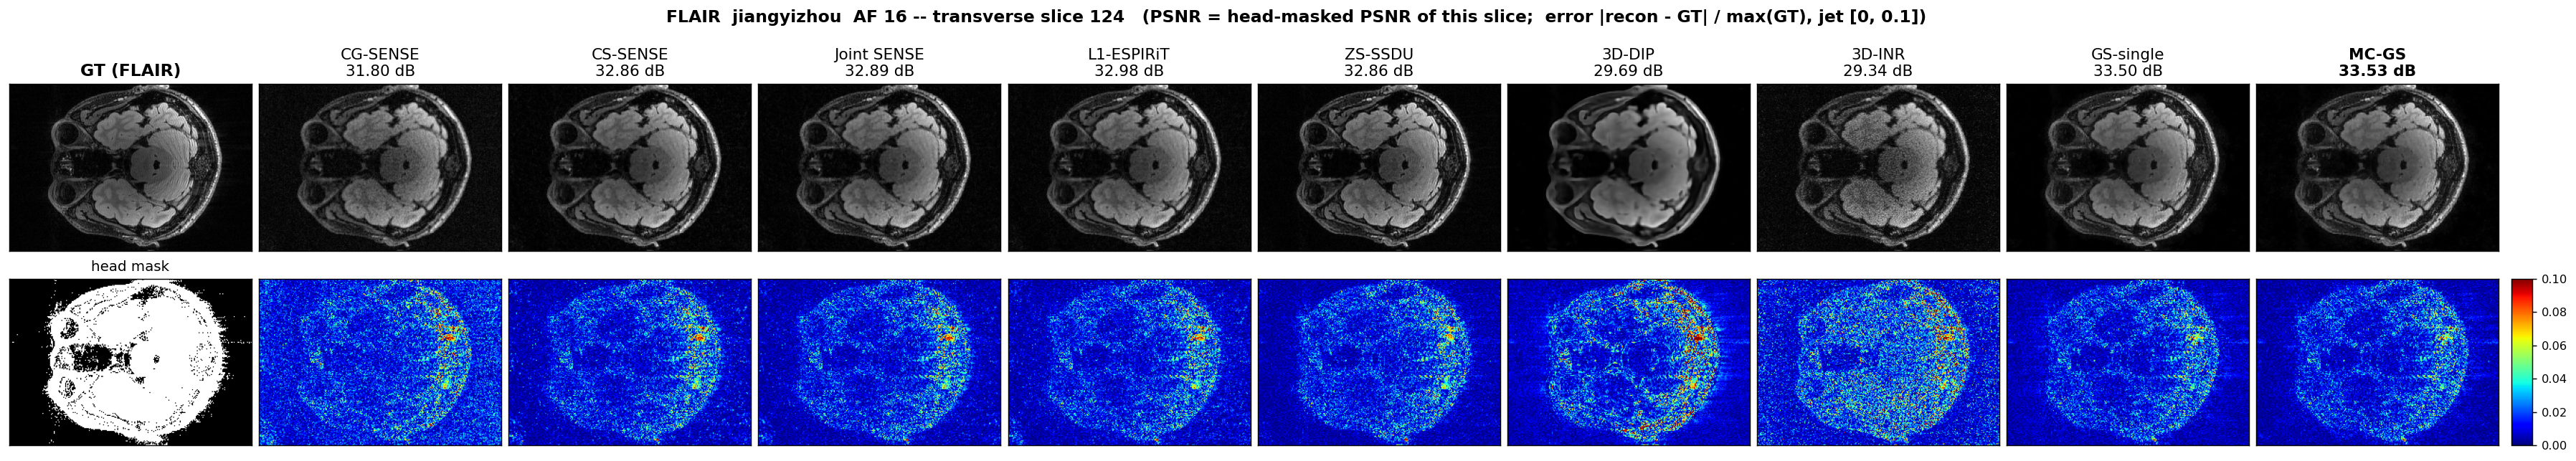 FLAIR  jiangyizhou  AF 16 -- transverse slice 124   (PSNR = head-masked PSNR of this slice;  error |recon - GT| / max(GT), jet [0, 0.1])
GT (FLAIR)
CG-SENSE
31.80 dB
CS-SENSE
32.86 dB
Joint SENSE
32.89 dB
L1-ESPIRiT
32.98 dB
ZS-SSDU
32.86 dB
3D-DIP
29.69 dB
3D-INR
29.34 dB
GS-single
33.50 dB
MC-GS
33.53 dB
head mask
0.10
0.08
0.06
0.04
0.02
0.00